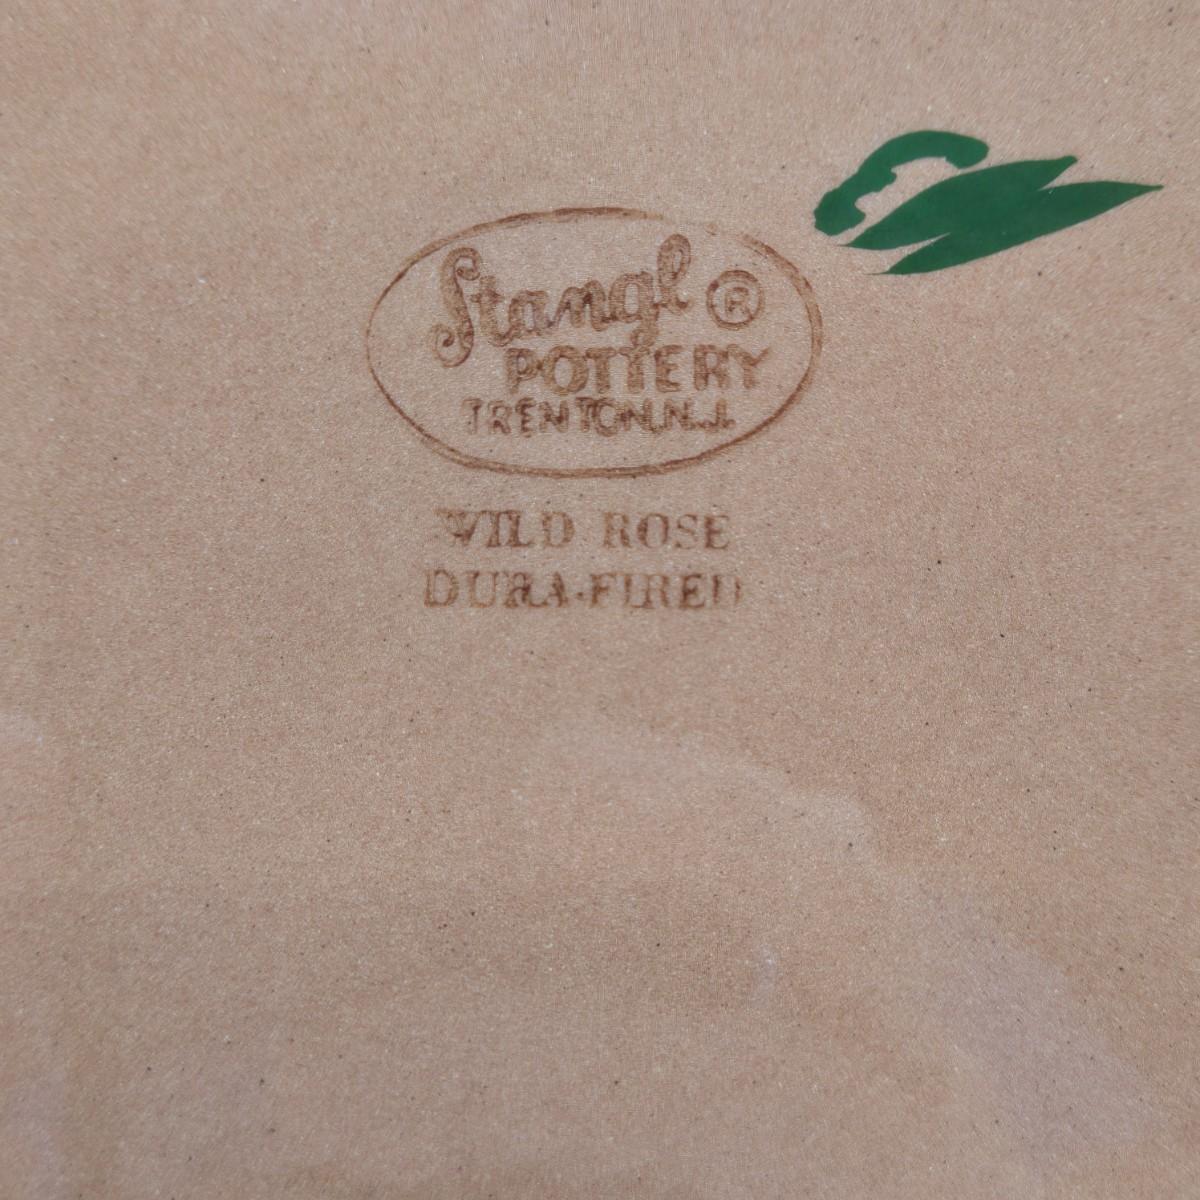 Stangl ®
POTTERY
TRENTON, N.J.
WILD ROSE
DURA-FIRED